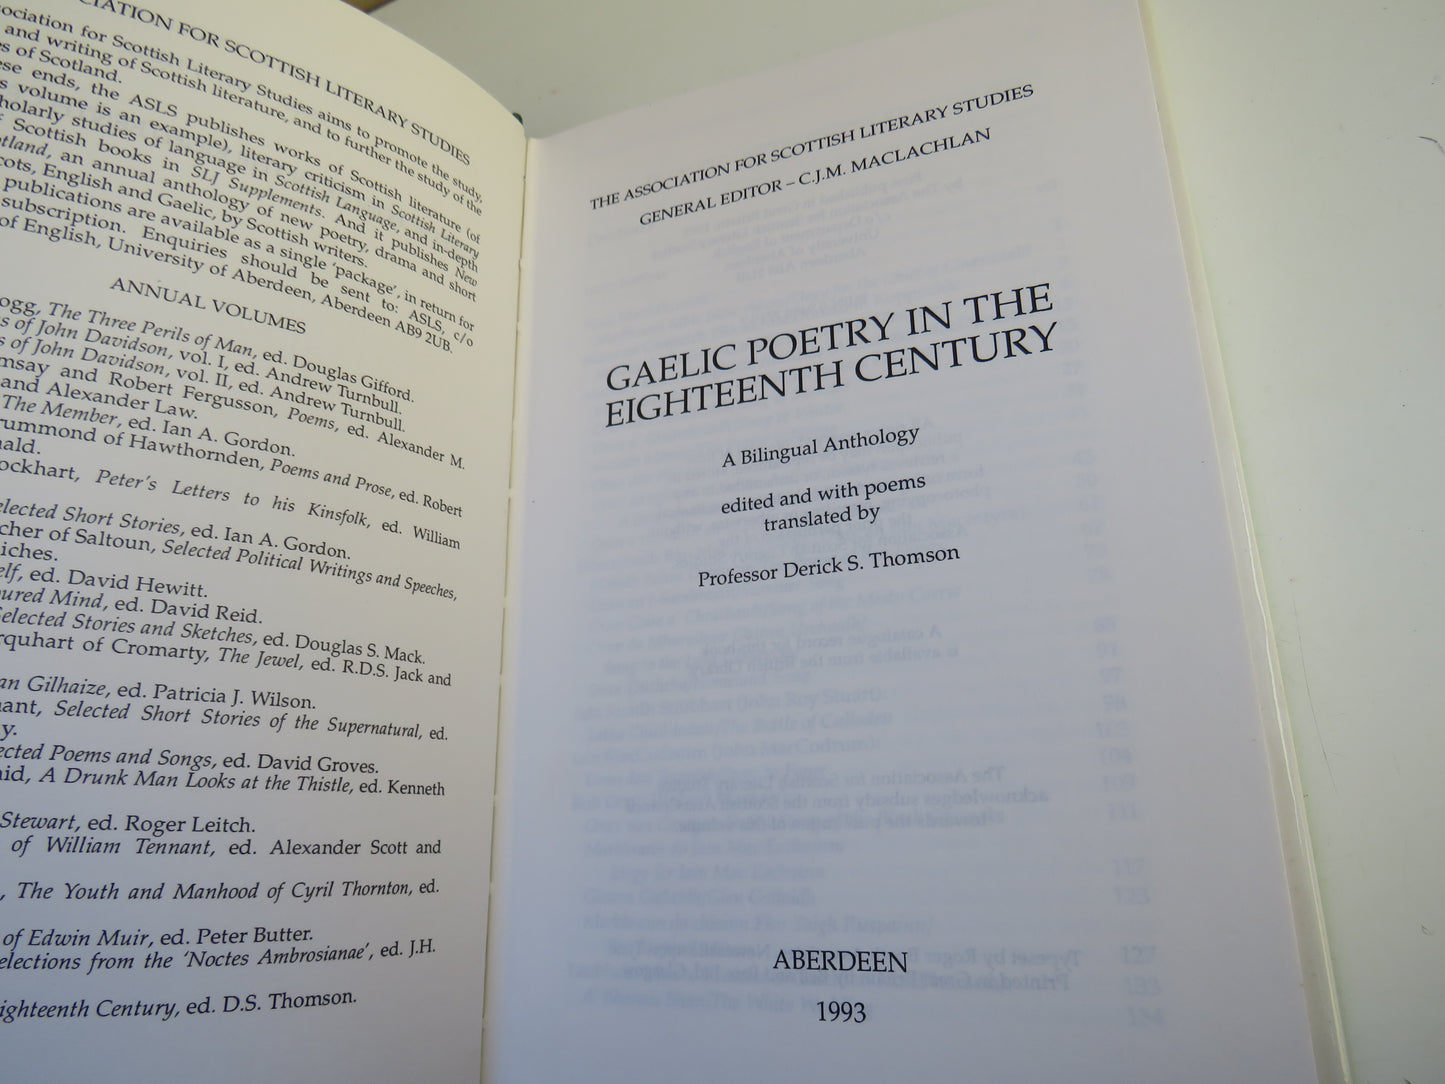 CIATION FOR SCOTTISH LITERARY STUDIES
ociation for Scottish Literary Studies aims to promote the study,
and writing of Scottish literature, and to further the study of the
es of Scotland.
ese ends, the ASLS publishes works of Scottish literature (of
s volume is an example), literary criticism in Scottish Literary
holarly studies of language in Scottish Language, and in-depth
f Scottish books in SLJ Supplements. And it publishes New
otland, an annual anthology of new poetry, drama and short
cots, English and Gaelic, by Scottish writers.
publications are available as a single 'package', in return for
subscription. Enquiries should be sent to: ASLS, c/o
of English, University of Aberdeen, Aberdeen AB9 2UB.
ANNUAL VOLUMES
ogg, The Three Perils of Man, ed. Douglas Gifford.
s of John Davidson, vol. I, ed. Andrew Turnbull.
s of John Davidson, vol. II, ed. Andrew Turnbull.
msay and Robert Fergusson, Poems, ed. Alexander M.
and Alexander Law.
The Member, ed. Ian A. Gordon.
rummond of Hawthornden, Poems and Prose, ed. Robert
nald.
ockhart, Peter's Letters to his Kinsfolk, ed. William
elected Short Stories, ed. Ian A. Gordon.
cher of Saltoun, Selected Political Writings and Speeches,
iches.
elf, ed. David Hewitt.
ured Mind, ed. David Reid.
Selected Stories and Sketches, ed. Douglas S. Mack.
rquhart of Cromarty, The Jewel, ed. R.D.S. Jack and
an Gilhaize, ed. Patricia J. Wilson.
nant, Selected Short Stories of the Supernatural, ed.
y.
ected Poems and Songs, ed. David Groves.
nid, A Drunk Man Looks at the Thistle, ed. Kenneth
Stewart, ed. Roger Leitch.
of William Tennant, ed. Alexander Scott and
, The Youth and Manhood of Cyril Thornton, ed.
of Edwin Muir, ed. Peter Butter.
elections from the 'Noctes Ambrosianae', ed. J.H.
ighteenth Century, ed. D.S. Thomson.
THE ASSOCIATION FOR SCOTTISH LITERARY STUDIES
GENERAL EDITOR – C.J.M. MACLACHLAN
GAELIC POETRY IN THE
EIGHTEENTH CENTURY
A Bilingual Anthology
edited and with poems
translated by
Professor Derick S. Thomson
ABERDEEN
1993